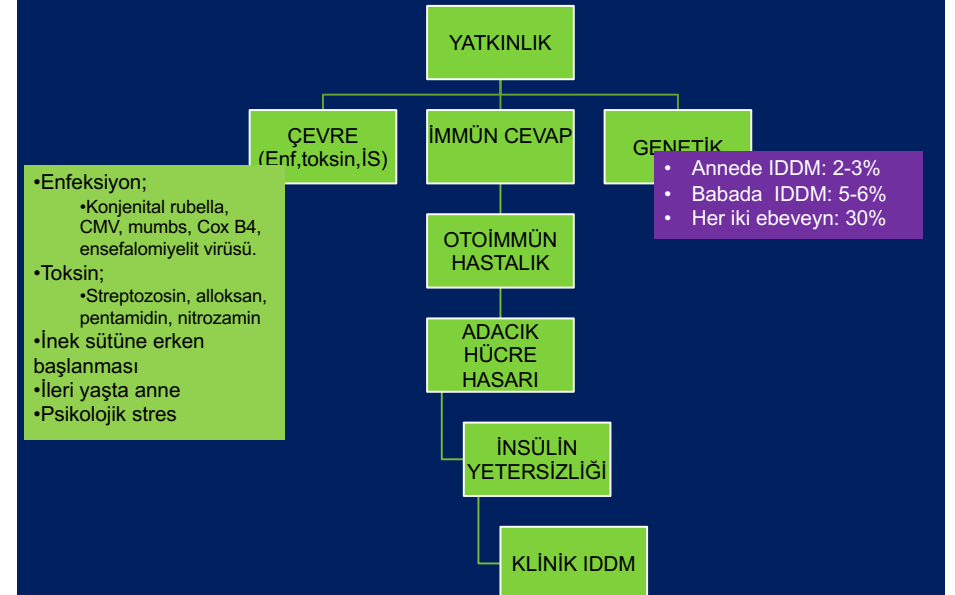 YATKINLIK
ÇEVRE
(Enf,toksin,İS)
İMMÜN CEVAP
GENETİK
•Enfeksiyon;
•Konjenital rubella,
CMV, mumbs, Cox B4,
ensefalomiyelit virüsü.
•Toksin;
•Streptozosin, alloksan,
pentamidin, nitrozamin
•İnek sütüne erken
başlanması
•İleri yaşta anne
•Psikolojik stres
• Annede IDDM: 2-3%
• Babada IDDM: 5-6%
• Her iki ebeveyn: 30%
OTOİMMÜN
HASTALIK
ADACIK
HÜCRE
HASARI
İNSÜLİN
YETERSİZLİĞİ
KLİNİK IDDM